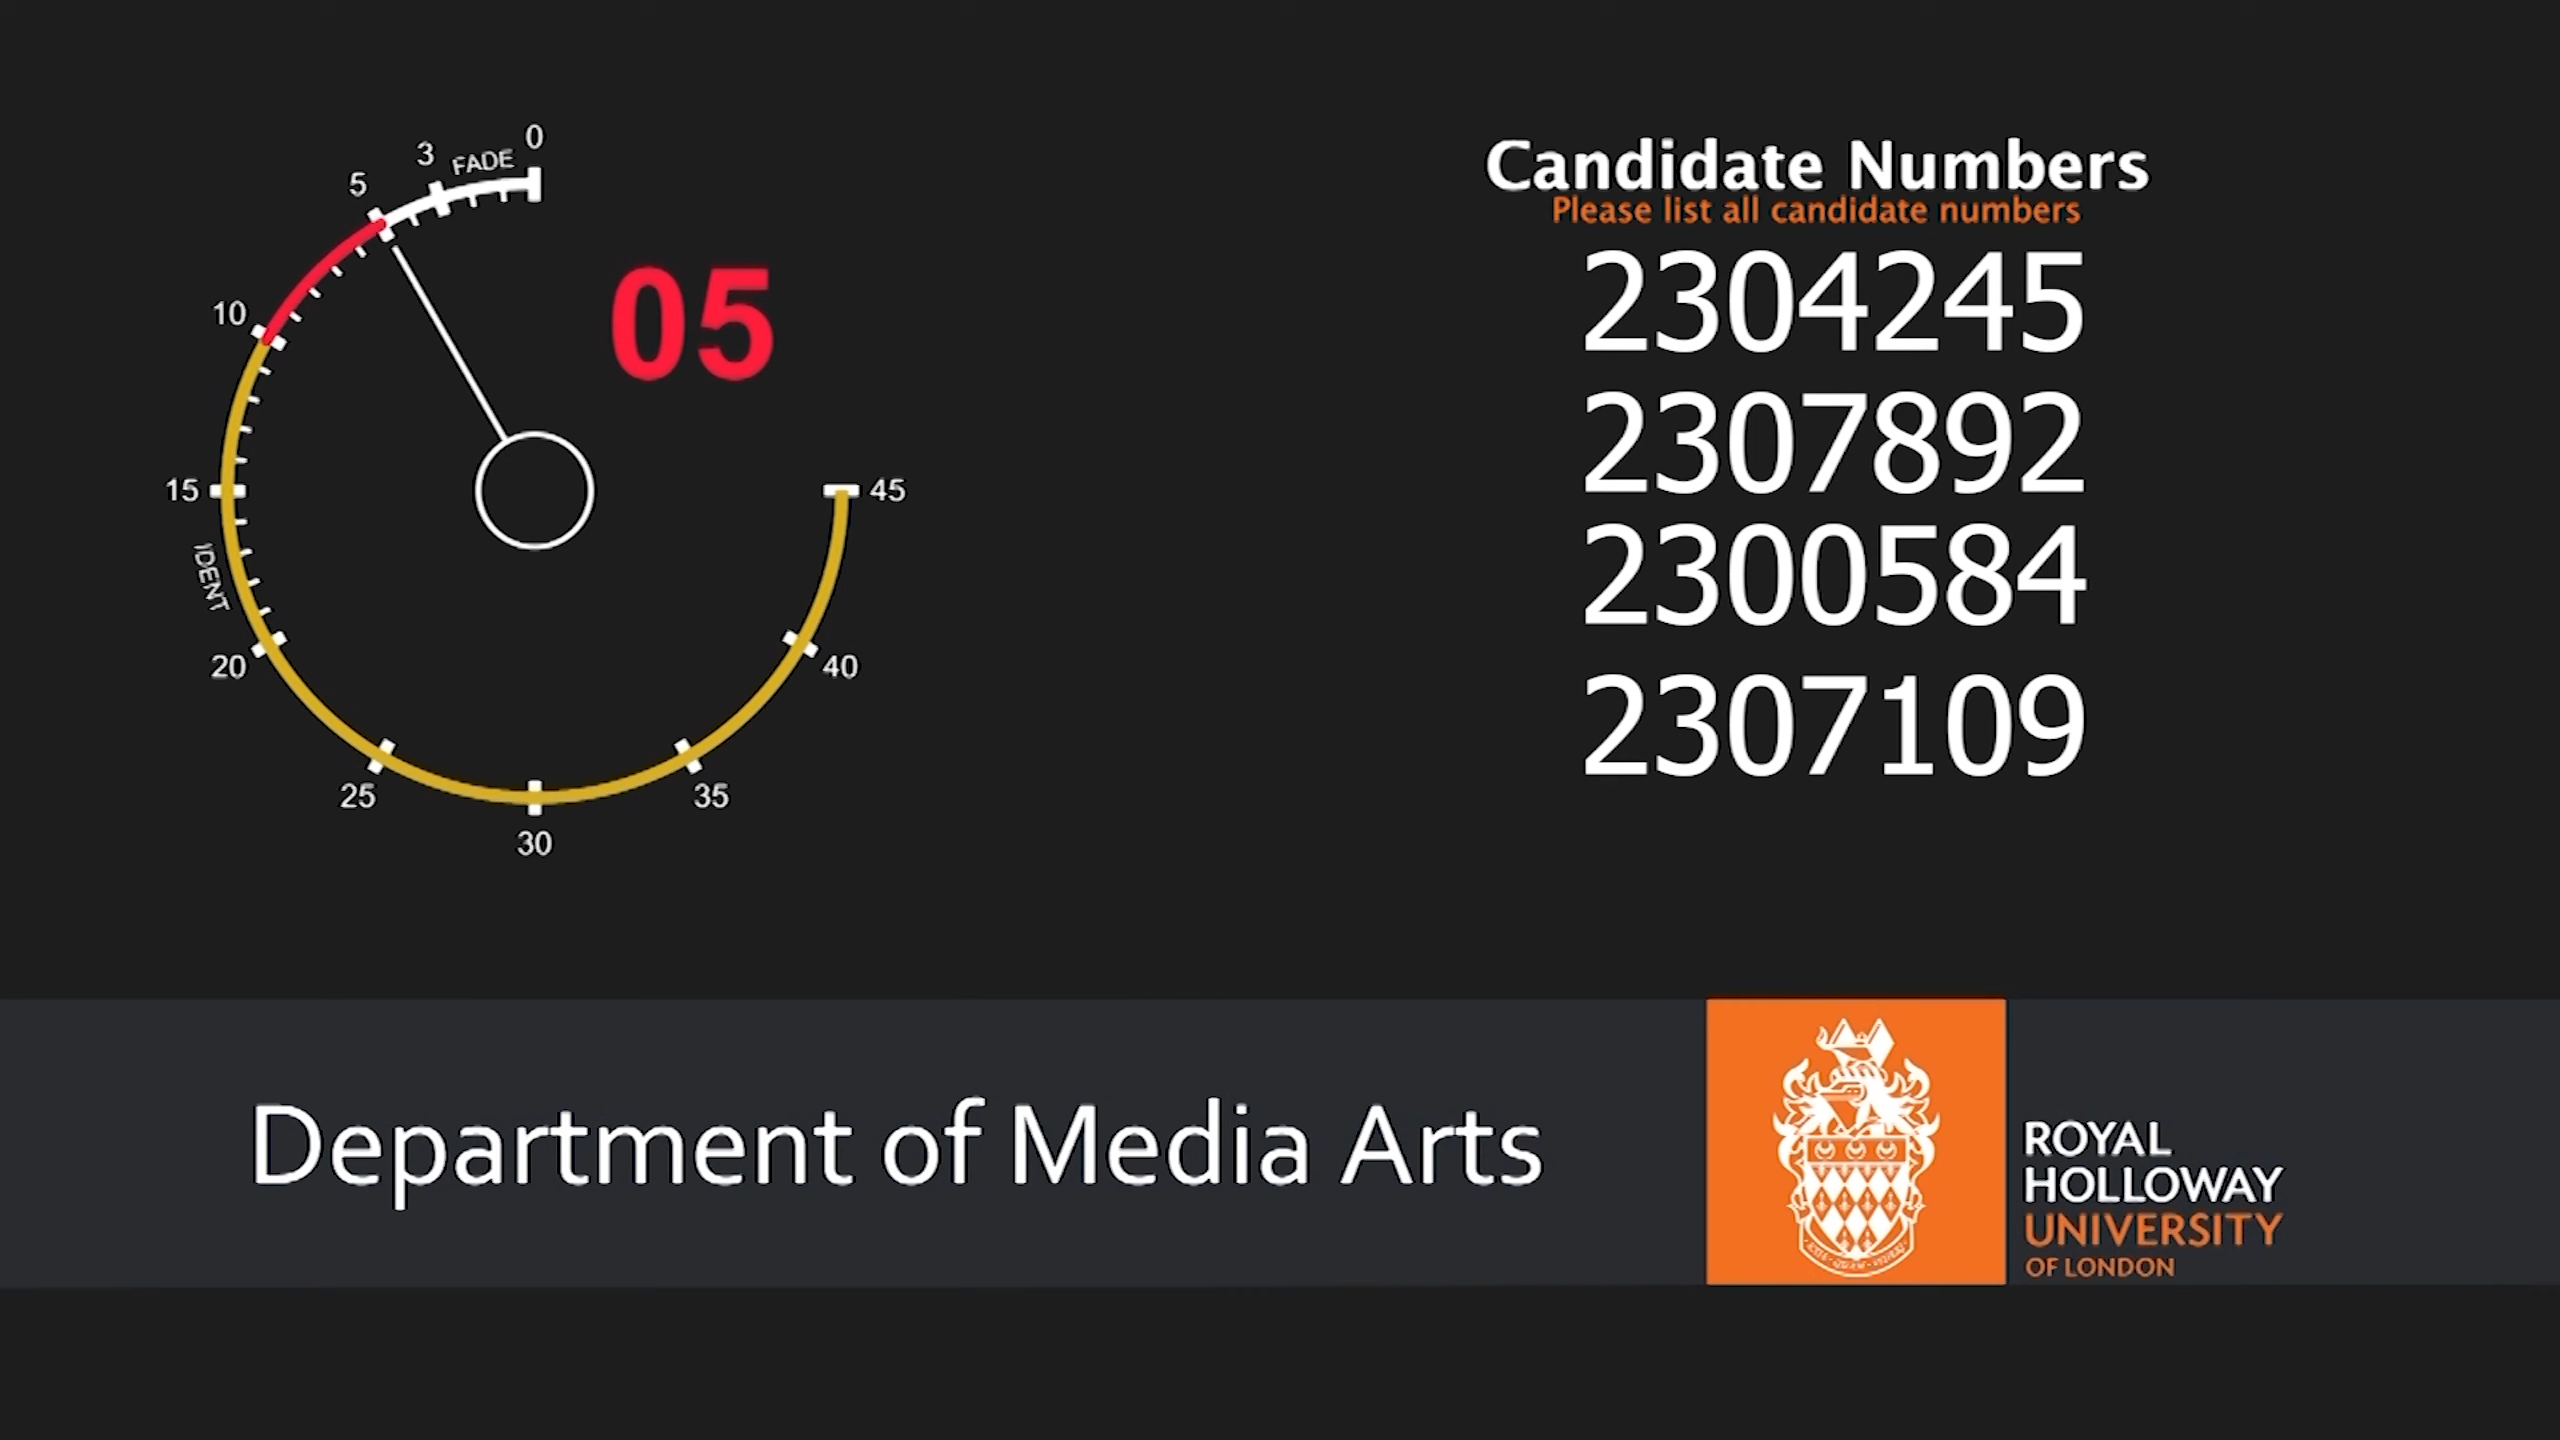 0
3
FADE
5
05
10
15
IDENT
20
25
30
35
40
45
Candidate Numbers
Please list all candidate numbers
2304245
2307892
2300584
2307109
Department of Media Arts
ROYAL
HOLLOWAY
UNIVERSITY
OF LONDON